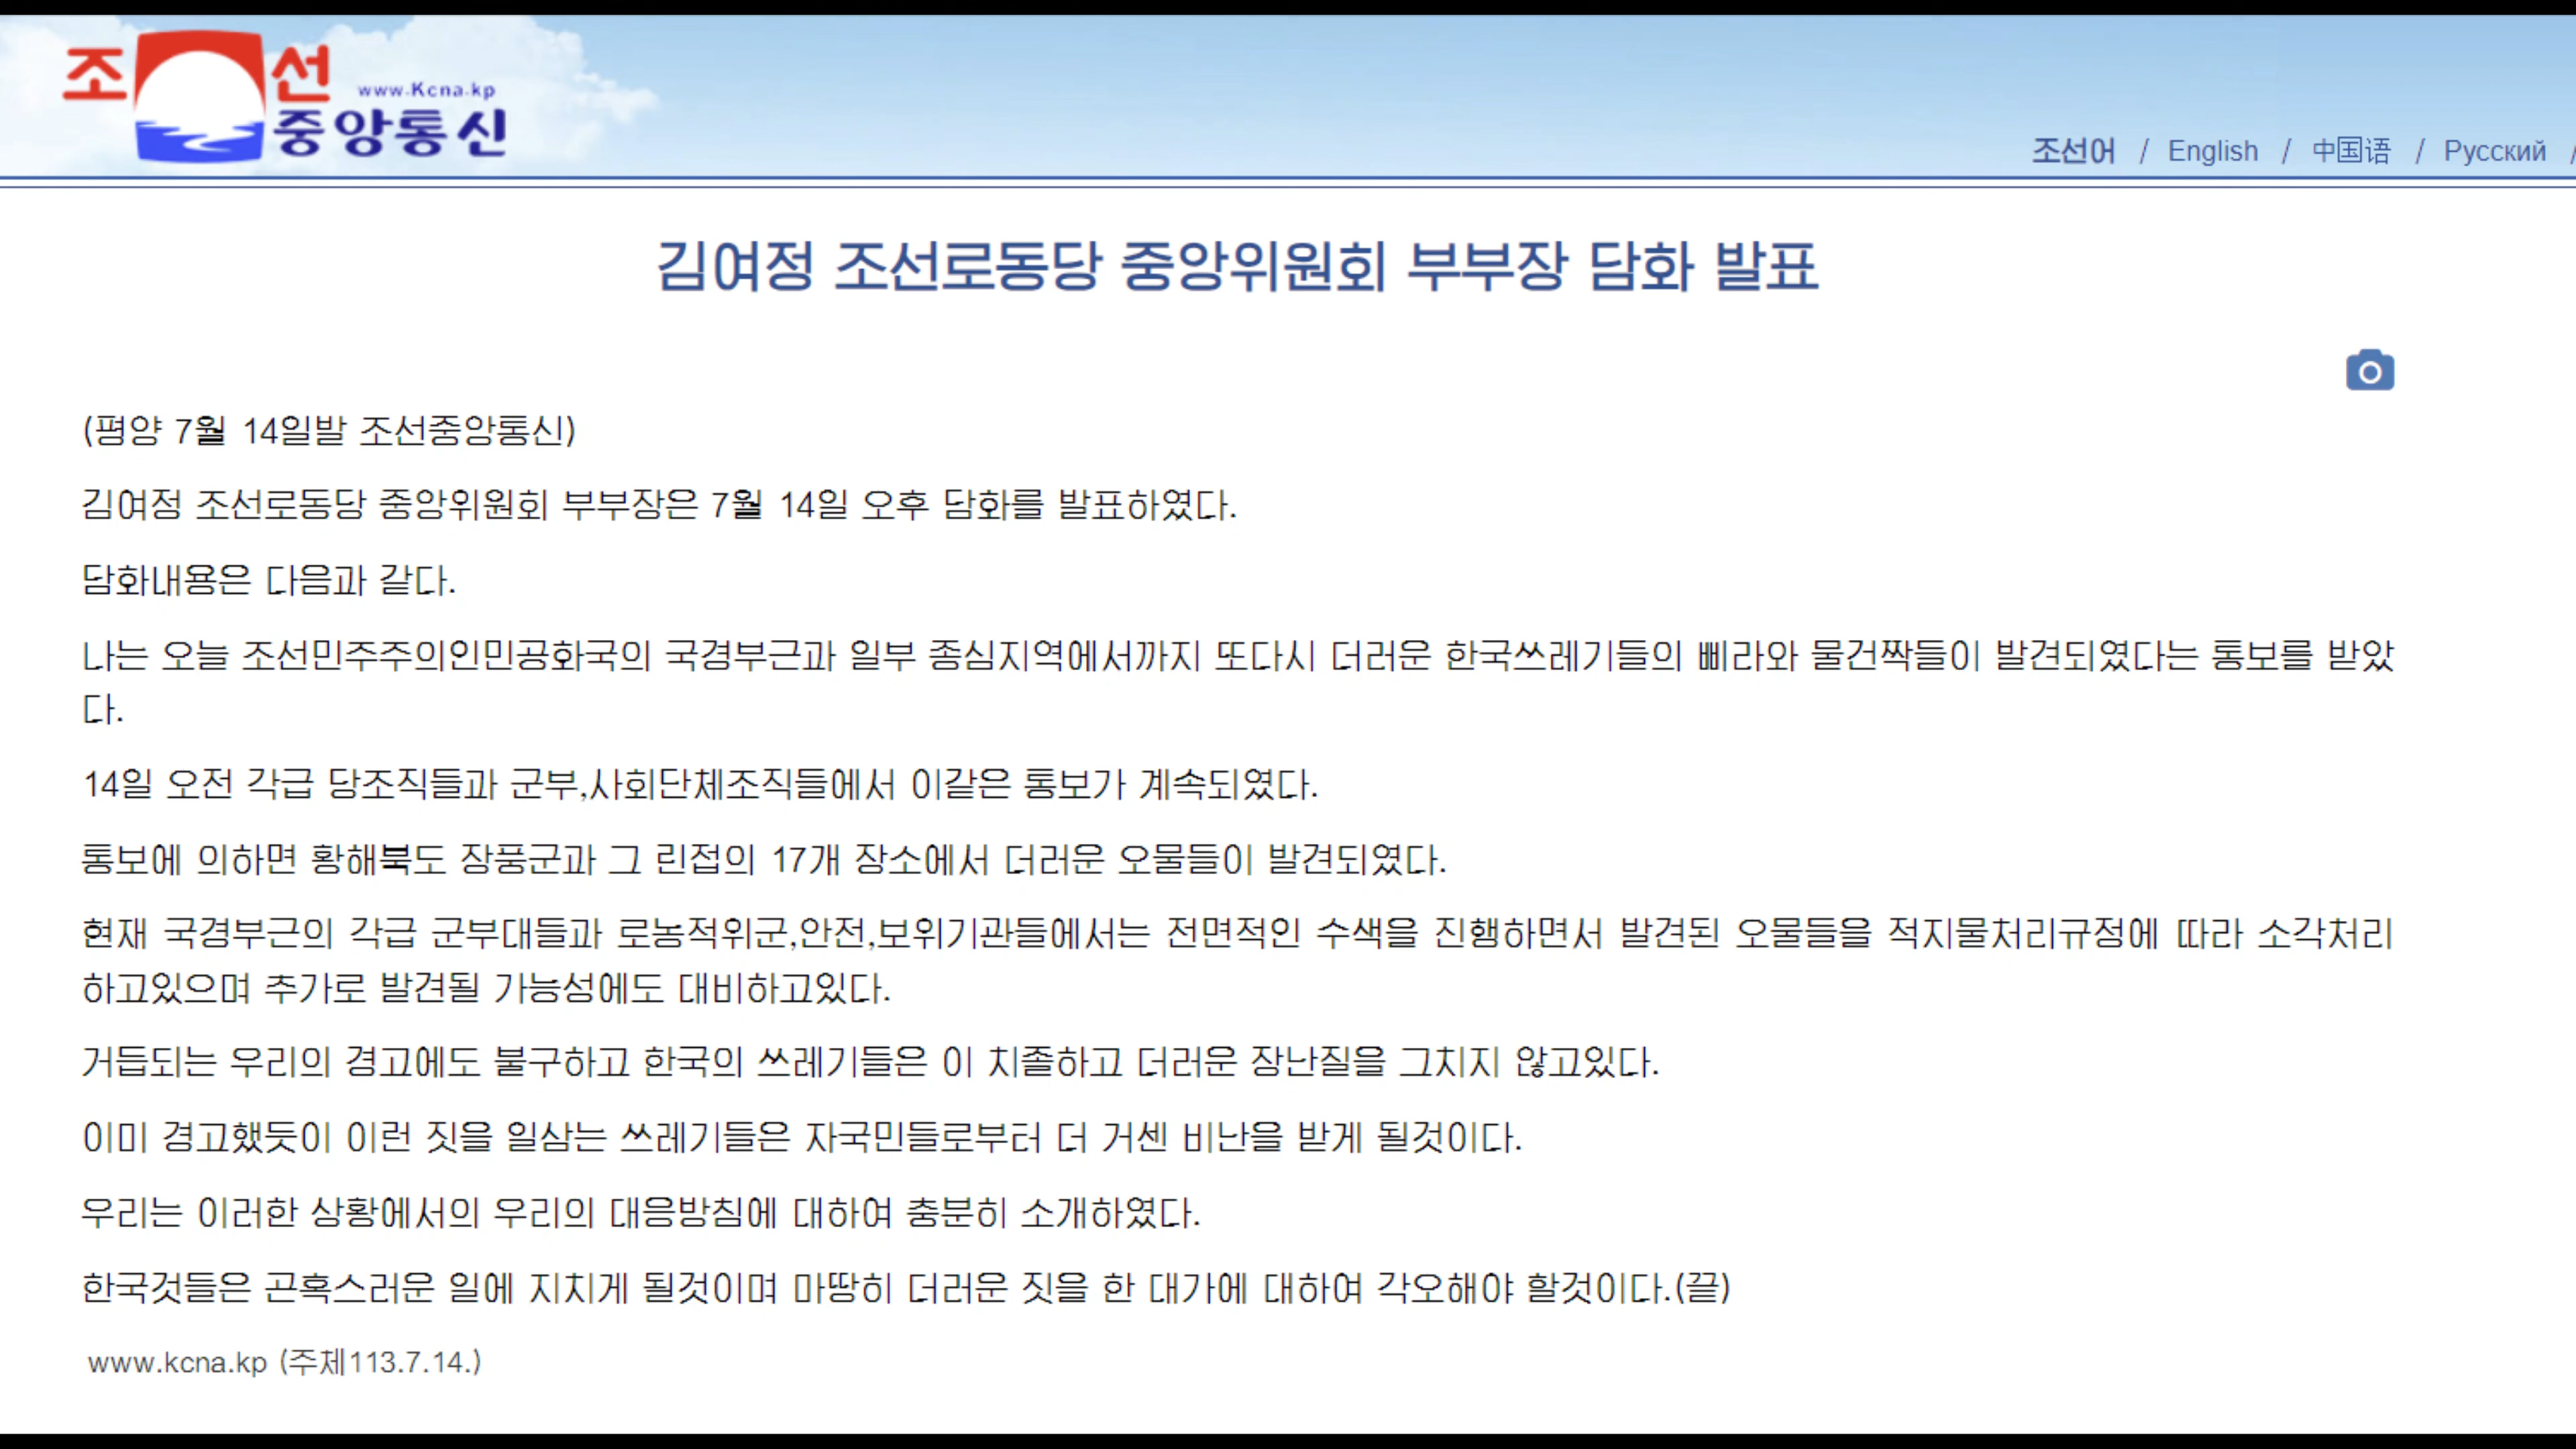 조선
www.Kcna.kp
중앙통신
조선어 / English / 中国语 / Русский /
김여정 조선로동당 중앙위원회 부부장 담화 발표
(평양 7월 14일발 조선중앙통신)
김여정 조선로동당 중앙위원회 부부장은 7월 14일 오후 담화를 발표하였다.
담화내용은 다음과 같다.
나는 오늘 조선민주주의인민공화국의 국경부근과 일부 종심지역에서까지 또다시 더러운 한국쓰레기들의 삐라와 물건짝들이 발견되였다는 통보를 받았
다.
14일 오전 각급 당조직들과 군부,사회단체조직들에서 이같은 통보가 계속되였다.
통보에 의하면 황해북도 장풍군과 그 린접의 17개 장소에서 더러운 오물들이 발견되였다.
현재 국경부근의 각급 군부대들과 로농적위군,안전,보위기관들에서는 전면적인 수색을 진행하면서 발견된 오물들을 적지물처리규정에 따라 소각처리
하고있으며 추가로 발견될 가능성에도 대비하고있다.
거듭되는 우리의 경고에도 불구하고 한국의 쓰레기들은 이 치졸하고 더러운 장난질을 그치지 않고있다.
이미 경고했듯이 이런 짓을 일삼는 쓰레기들은 자국민들로부터 더 거센 비난을 받게 될것이다.
우리는 이러한 상황에서의 우리의 대응방침에 대하여 충분히 소개하였다.
한국것들은 곤혹스러운 일에 지치게 될것이며 마땅히 더러운 짓을 한 대가에 대하여 각오해야 할것이다.(끝)
www.kcna.kp (주체113.7.14.)